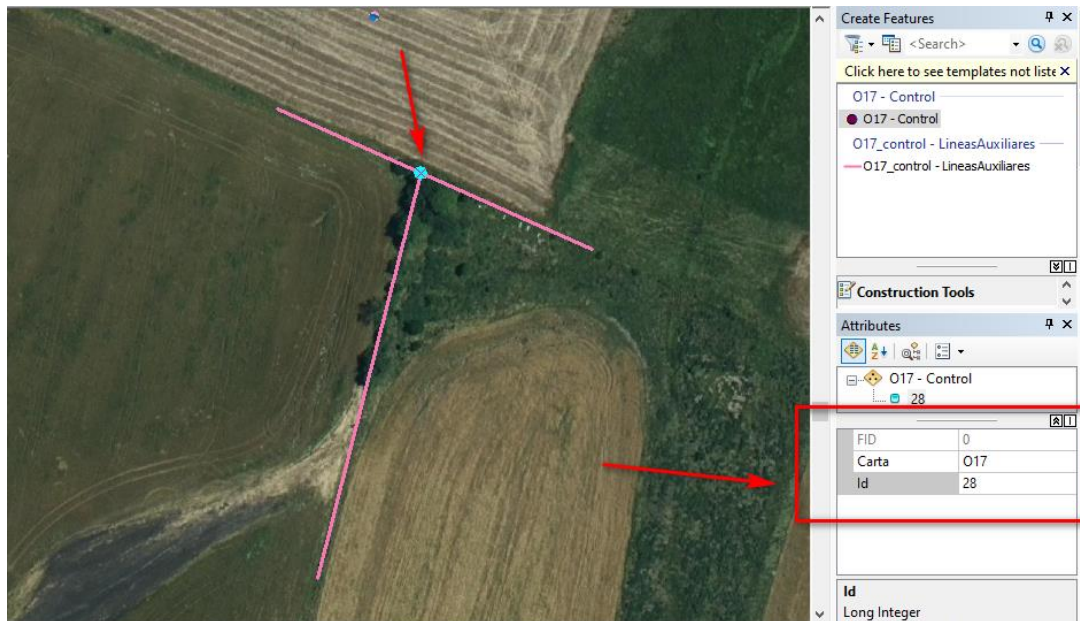 Create Features
<Search>
Click here to see templates not liste
O17 - Control
O17 - Control
O17_control - LineasAuxiliares
O17_control - LineasAuxiliares
Construction Tools
Attributes
O17 - Control
28
FID 0
Carta O17
Id 28
Id
Long Integer